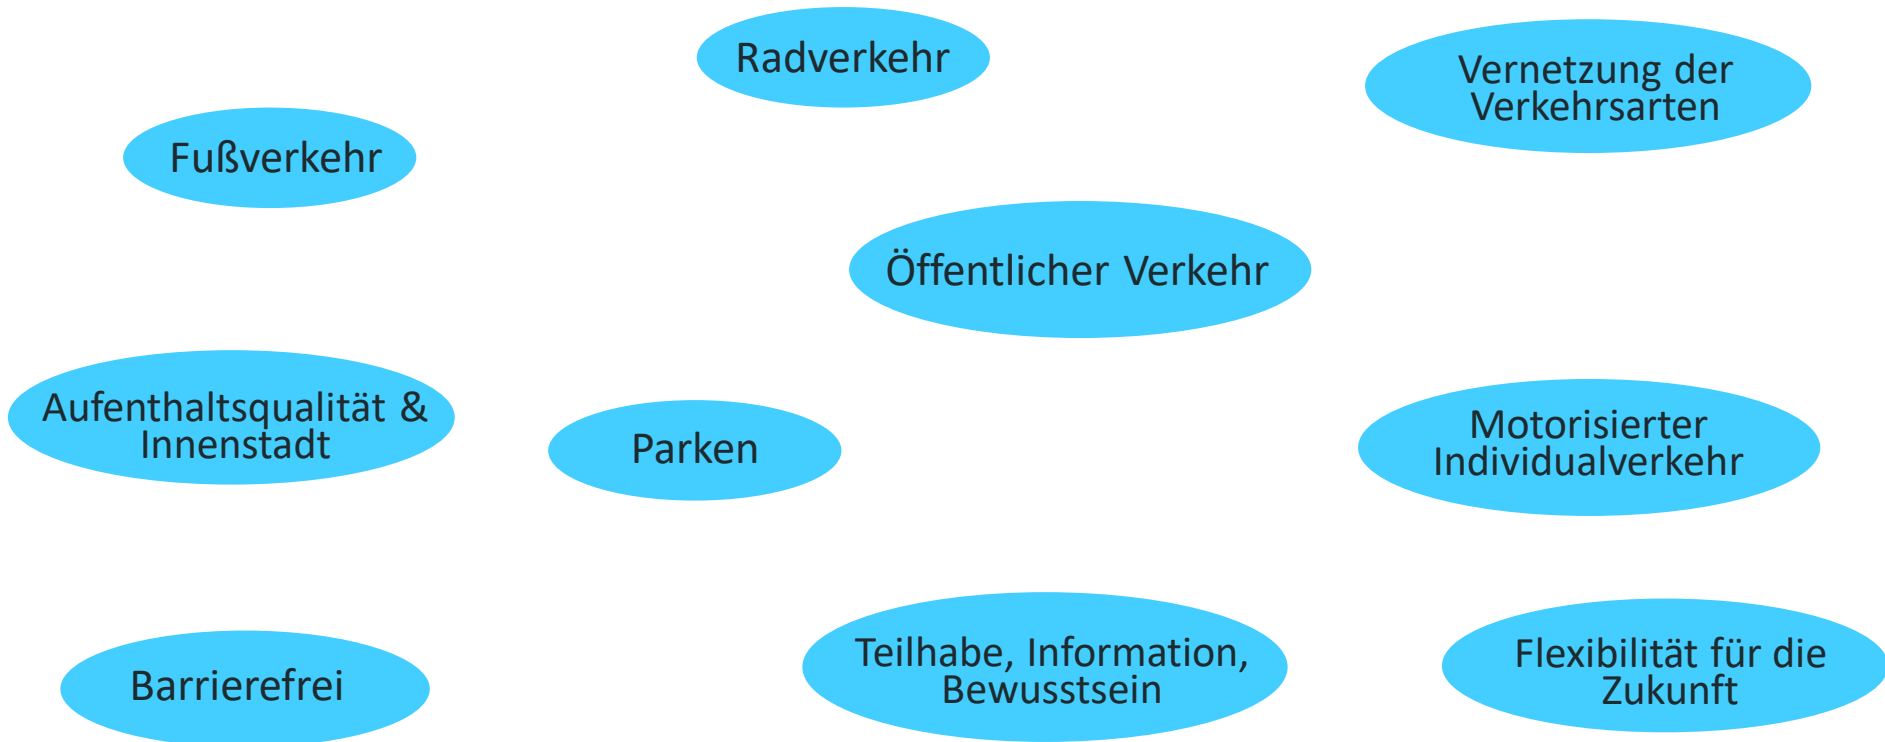 Radverkehr
Vernetzung der
Verkehrsarten
Fußverkehr
Öffentlicher Verkehr
Aufenthaltsqualität &
Innenstadt
Parken
Motorisierter
Individualverkehr
Barrierefrei
Teilhabe, Information,
Bewusstsein
Flexibilität für die
Zukunft